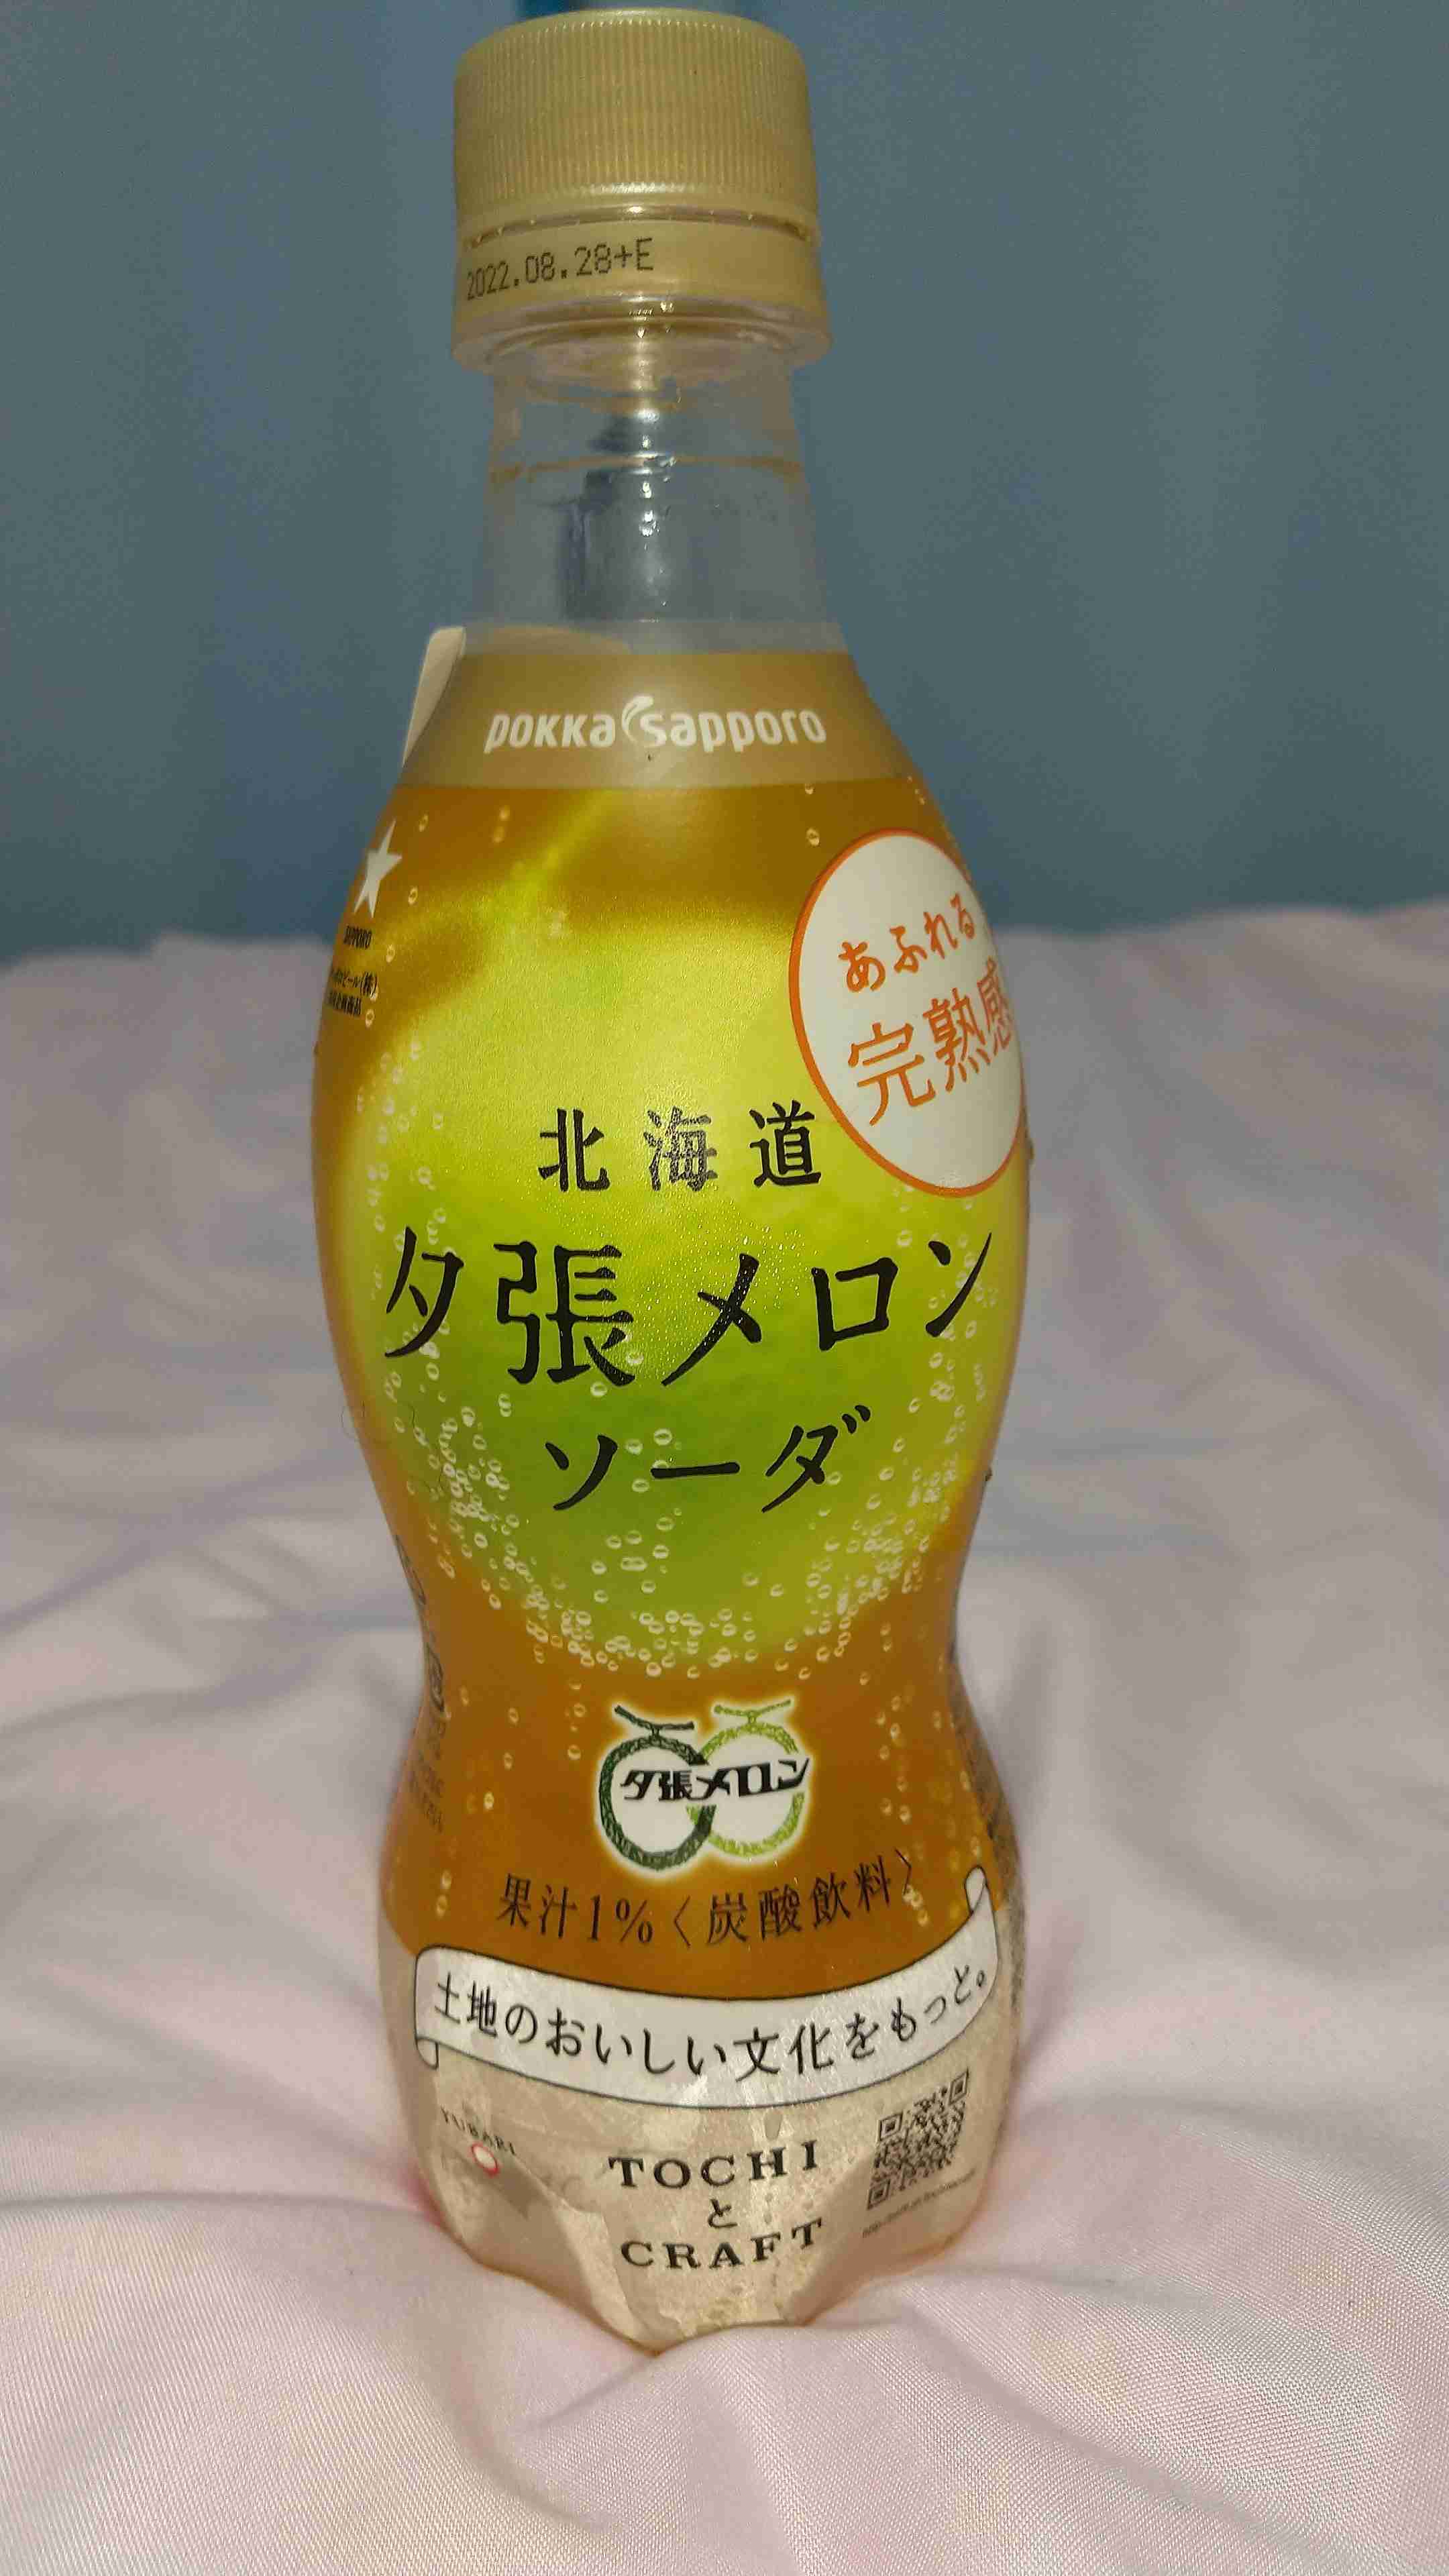 2022.08.28+E
pokka sapporo
SAPPORO
あふれる
完熟感
北海道
夕張メロン
ソーダ
夕張メロン
果汁1%〈炭酸飲料〉
土地のおいしい文化をもっと。
YUBARI
TOCHI
と
CRAFT